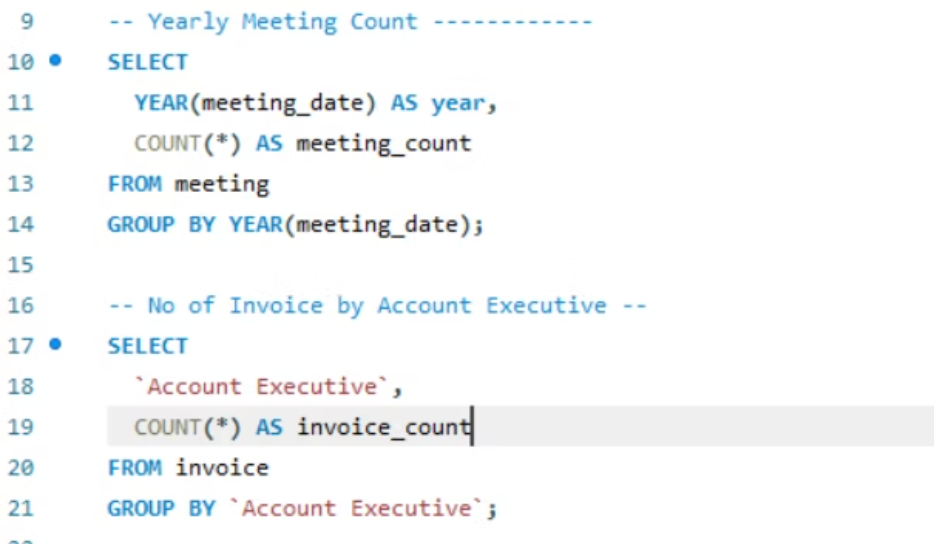 9 -- Yearly Meeting Count ------------
10 SELECT
11 YEAR(meeting_date) AS year,
12 COUNT(*) AS meeting_count
13 FROM meeting
14 GROUP BY YEAR(meeting_date);
15
16 -- No of Invoice by Account Executive --
17 SELECT
18 `Account Executive`,
19 COUNT(*) AS invoice_count
20 FROM invoice
21 GROUP BY `Account Executive`;